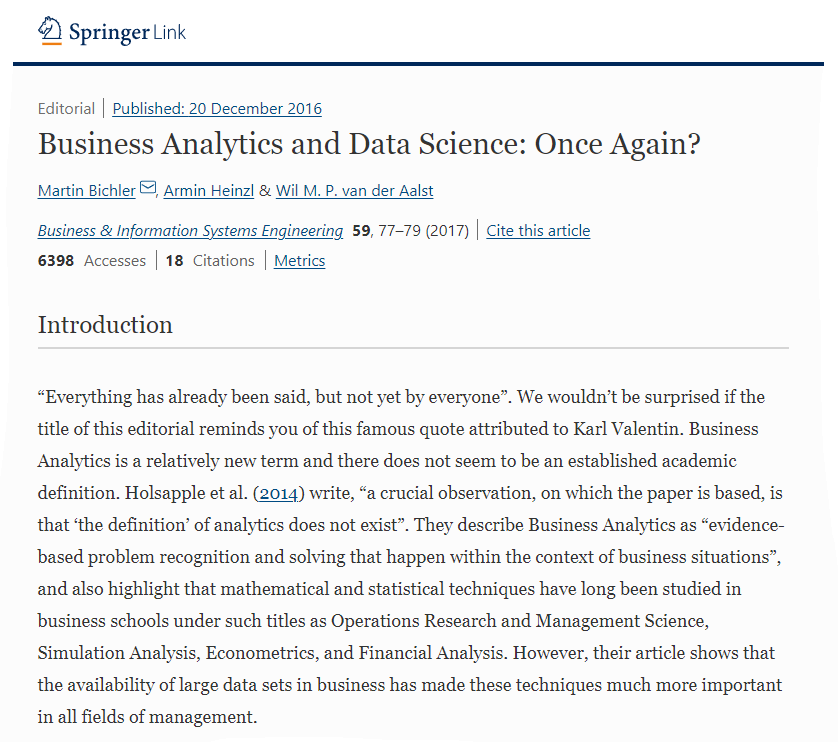 Springer Link
Editorial | Published: 20 December 2016
Business Analytics and Data Science: Once Again?
Martin Bichler, Armin Heinzl & Wil M. P. van der Aalst
Business & Information Systems Engineering 59, 77–79 (2017) | Cite this article
6398 Accesses | 18 Citations | Metrics
Introduction
“Everything has already been said, but not yet by everyone”. We wouldn’t be surprised if the
title of this editorial reminds you of this famous quote attributed to Karl Valentin. Business
Analytics is a relatively new term and there does not seem to be an established academic
definition. Holsapple et al. (2014) write, “a crucial observation, on which the paper is based, is
that ‘the definition’ of analytics does not exist”. They describe Business Analytics as “evidence-
based problem recognition and solving that happen within the context of business situations”,
and also highlight that mathematical and statistical techniques have long been studied in
business schools under such titles as Operations Research and Management Science,
Simulation Analysis, Econometrics, and Financial Analysis. However, their article shows that
the availability of large data sets in business has made these techniques much more important
in all fields of management.